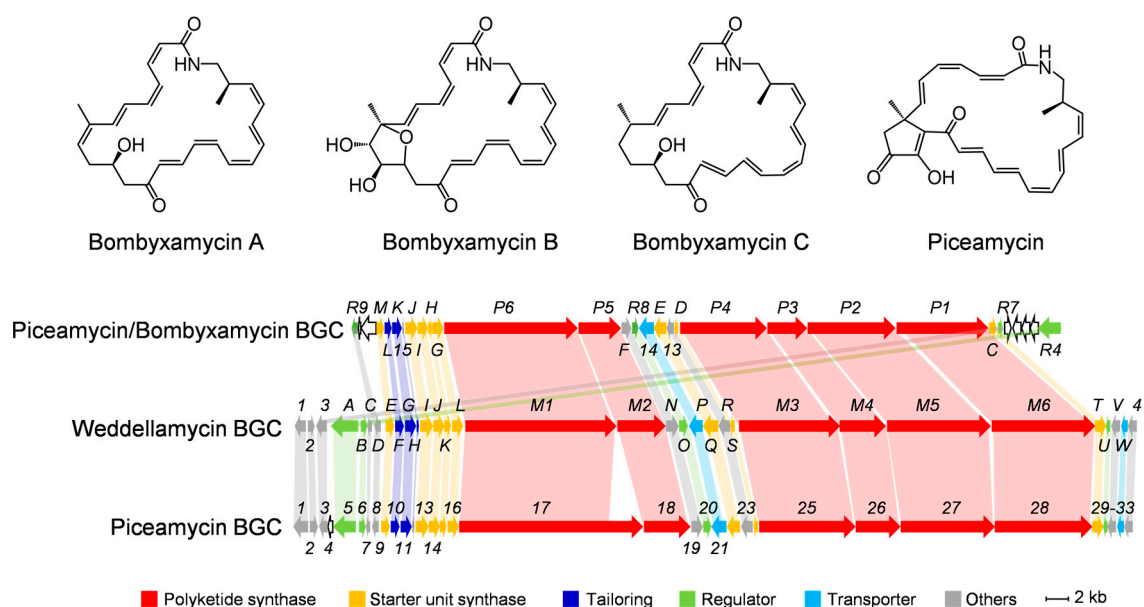 O
HN
OH
O
O
HN
O
HO
HO
O
O
HN
OH
O
O
H
N
O
O
OH
Bombyxamycin A
Bombyxamycin B
Bombyxamycin C
Piceamycin
R9 M K J H P6 P5 R8 E D P4 P3 P2 P1 R7
Piceamycin/Bombyxamycin BGC
L 15 I G F 14 13 C R4
1 3 A C E G I J L M1 M2 N P R M3 M4 M5 M6 T V 4
Weddellamycin BGC
2 B D F H K O Q S U W
1 3 5 6 8 10 13 16 17 18 20 23 25 26 27 28 29-33
Piceamycin BGC
2 4 7 9 11 14 19 21
Polyketide synthase
Starter unit synthase
Tailoring
Regulator
Transporter
Others
2 kb